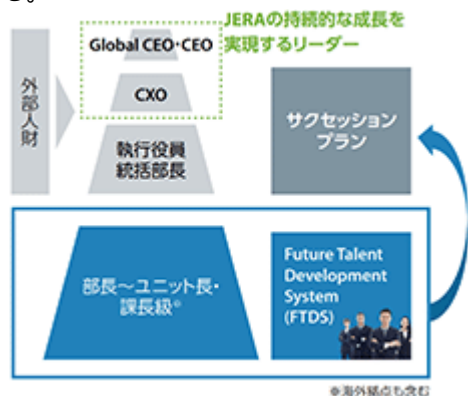 る。
JERAの持続的な成長を
実現するリーダー
Global CEO・CEO
CXO
外部人財
執行役員
統括部長
サクセッション
プラン
部長～ユニット長・
課長級※
Future Talent
Development
System
(FTDS)
※海外拠点も含む